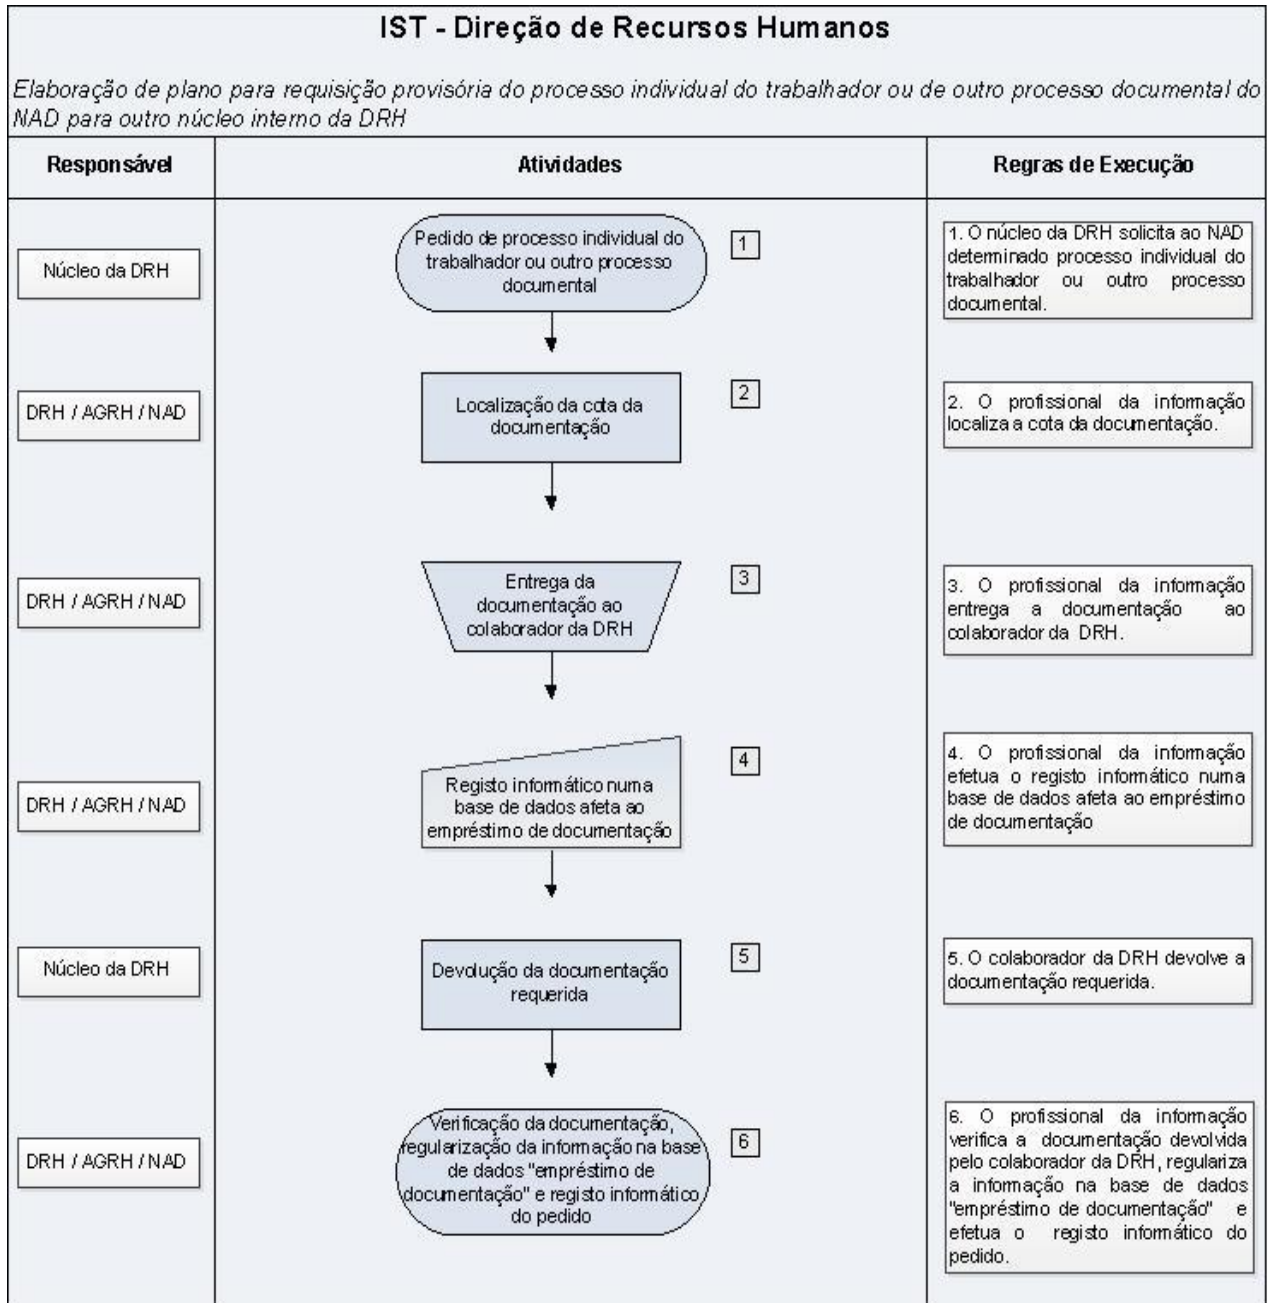 IST - Direção de Recursos Humanos
Elaboração de plano para requisição provisória do processo individual do trabalhador ou de outro processo documental do
NAD para outro núcleo interno da DRH
Responsável
Atividades
Regras de Execução
Núcleo da DRH
Pedido de processo individual do
trabalhador ou outro processo
documental
1
1. O núcleo da DRH solicita ao NAD
determinado processo individual do
trabalhador ou outro processo
documental.
DRH / AGRH / NAD
Localização da cota da
documentação
2
2. O profissional da informação
localiza a cota da documentação.
DRH / AGRH / NAD
Entrega da
documentação ao
colaborador da DRH
3
3. O profissional da informação
entrega a documentação ao
colaborador da DRH.
DRH / AGRH / NAD
Registo informático numa
base de dados afeta ao
empréstimo de documentação
4
4. O profissional da informação
efetua o registo informático numa
base de dados afeta ao empréstimo
de documentação
Núcleo da DRH
Devolução da documentação
requerida
5
5. O colaborador da DRH devolve a
documentação requerida.
DRH / AGRH / NAD
Verificação da documentação,
regularização da informação na base
de dados "empréstimo de
documentação" e registo informático
do pedido
6
6. O profissional da informação
verifica a documentação devolvida
pelo colaborador da DRH, regulariza
a informação na base de dados
"empréstimo de documentação" e
efetua o registo informático do
pedido.